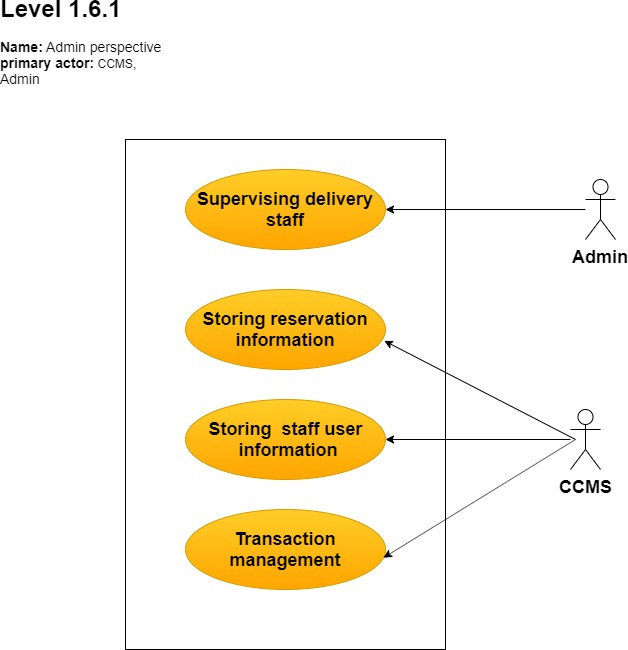 Level 1.6.1
Name: Admin perspective
primary actor: CCMS,
Admin
Supervising delivery
staff
Admin
Storing reservation
information
Storing  staff user
information
CCMS
Transaction
management